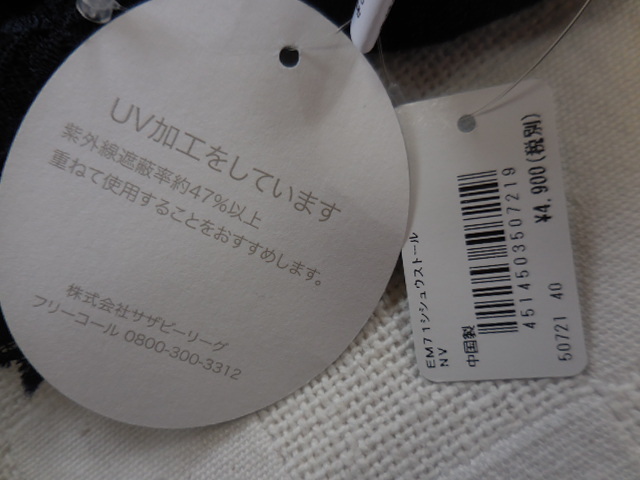 UV加工をしています
紫外線遮蔽率約47%以上
重ねて使用することをおすすめします。
株式会社サザビーリーグ
フリーコール 0800-300-3312
EM71シシュウストール
NV
中国製
4514503507219
¥4,900(税別)
50721 40